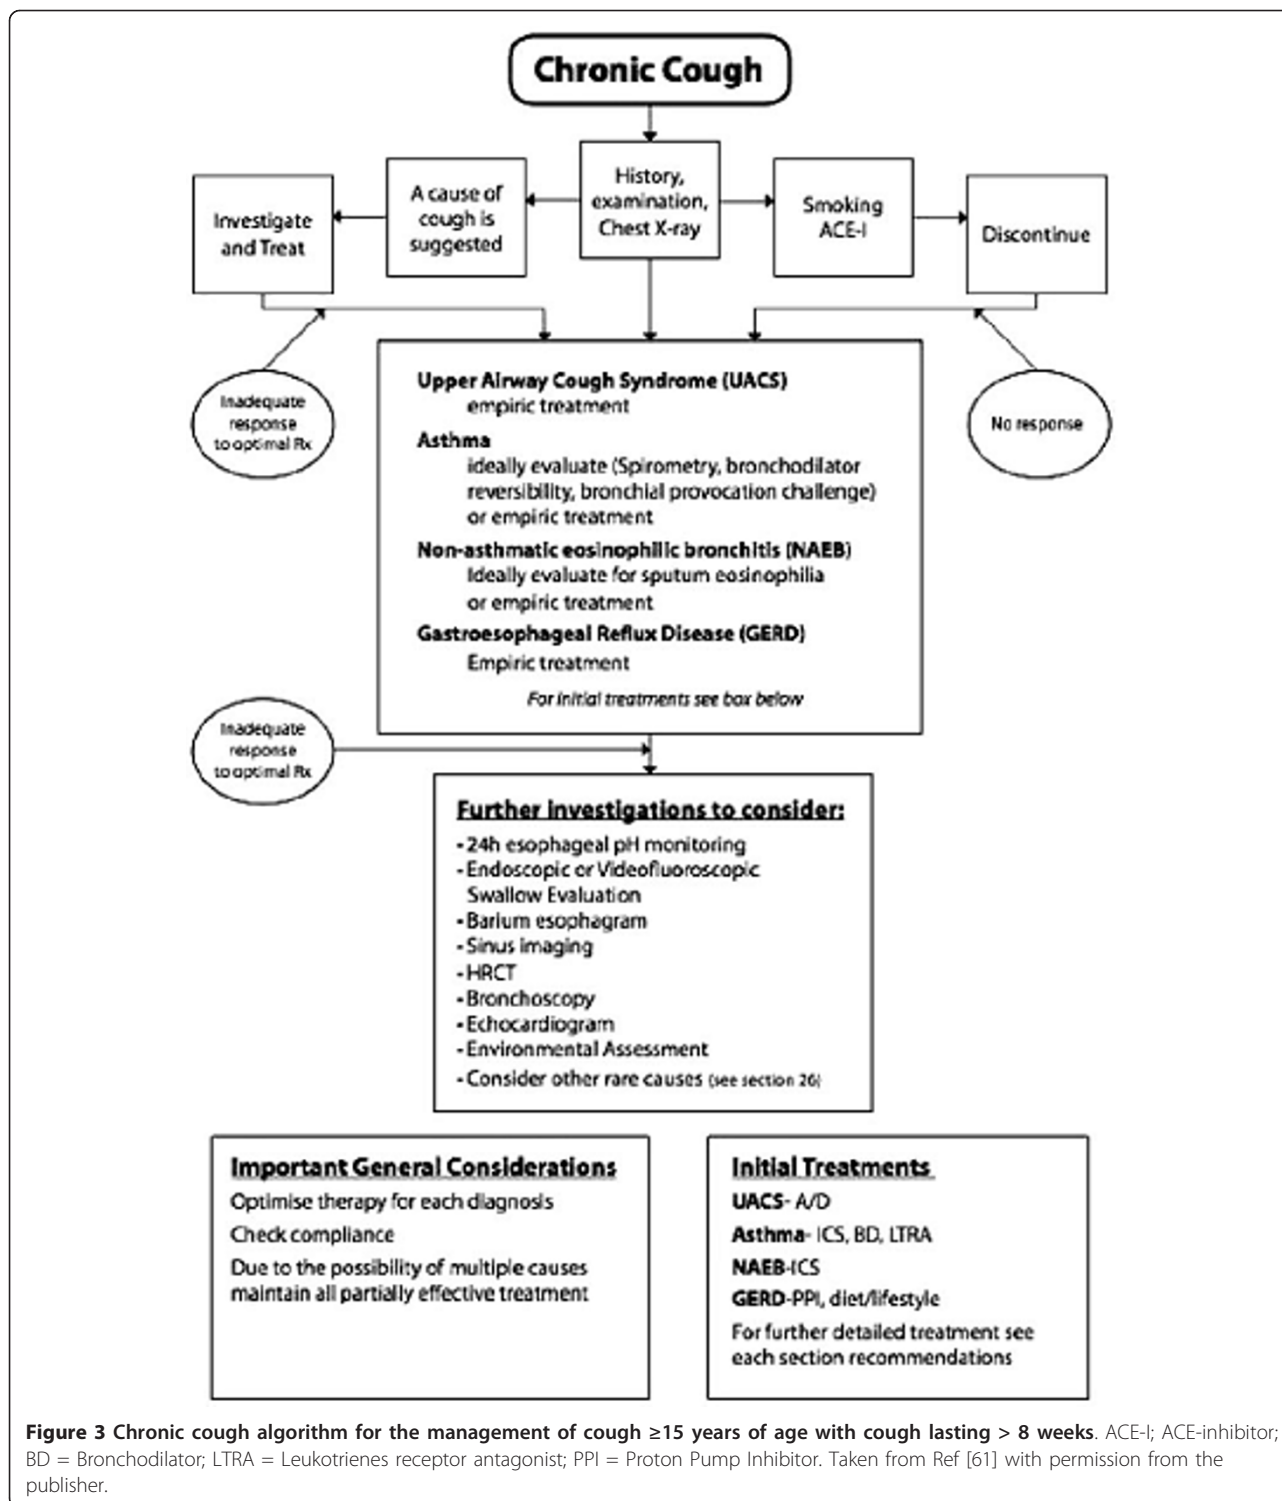 Chronic Cough
History,
examination,
Chest X-ray
A cause of
cough is
suggested
Investigate
and Treat
Smoking
ACE-I
Discontinue
Inadequate
response
to optimal Rx
No response
Upper Airway Cough Syndrome (UACS)
empiric treatment
Asthma
ideally evaluate (Spirometry, bronchodilator
reversibility, bronchial provocation challenge)
or empiric treatment
Non-asthmatic eosinophilic bronchitis (NAEB)
Ideally evaluate for sputum eosinophilia
or empiric treatment
Gastroesophageal Reflux Disease (GERD)
Empiric treatment
For initial treatments see box below
Inadequate
response
to optimal Rx
Further investigations to consider:
- 24h esophageal pH monitoring
- Endoscopic or Videofluoroscopic
Swallow Evaluation
- Barium esophagram
- Sinus imaging
- HRCT
- Bronchoscopy
- Echocardiogram
- Environmental Assessment
- Consider other rare causes (see section 26)
Important General Considerations
Optimise therapy for each diagnosis
Check compliance
Due to the possibility of multiple causes
maintain all partially effective treatment
Initial Treatments
UACS- A/D
Asthma- ICS, BD, LTRA
NAEB-ICS
GERD-PPI, diet/lifestyle
For further detailed treatment see
each section recommendations
Figure 3 Chronic cough algorithm for the management of cough ≥15 years of age with cough lasting > 8 weeks. ACE-I; ACE-inhibitor;
BD = Bronchodilator; LTRA = Leukotrienes receptor antagonist; PPI = Proton Pump Inhibitor. Taken from Ref [61] with permission from the
publisher.